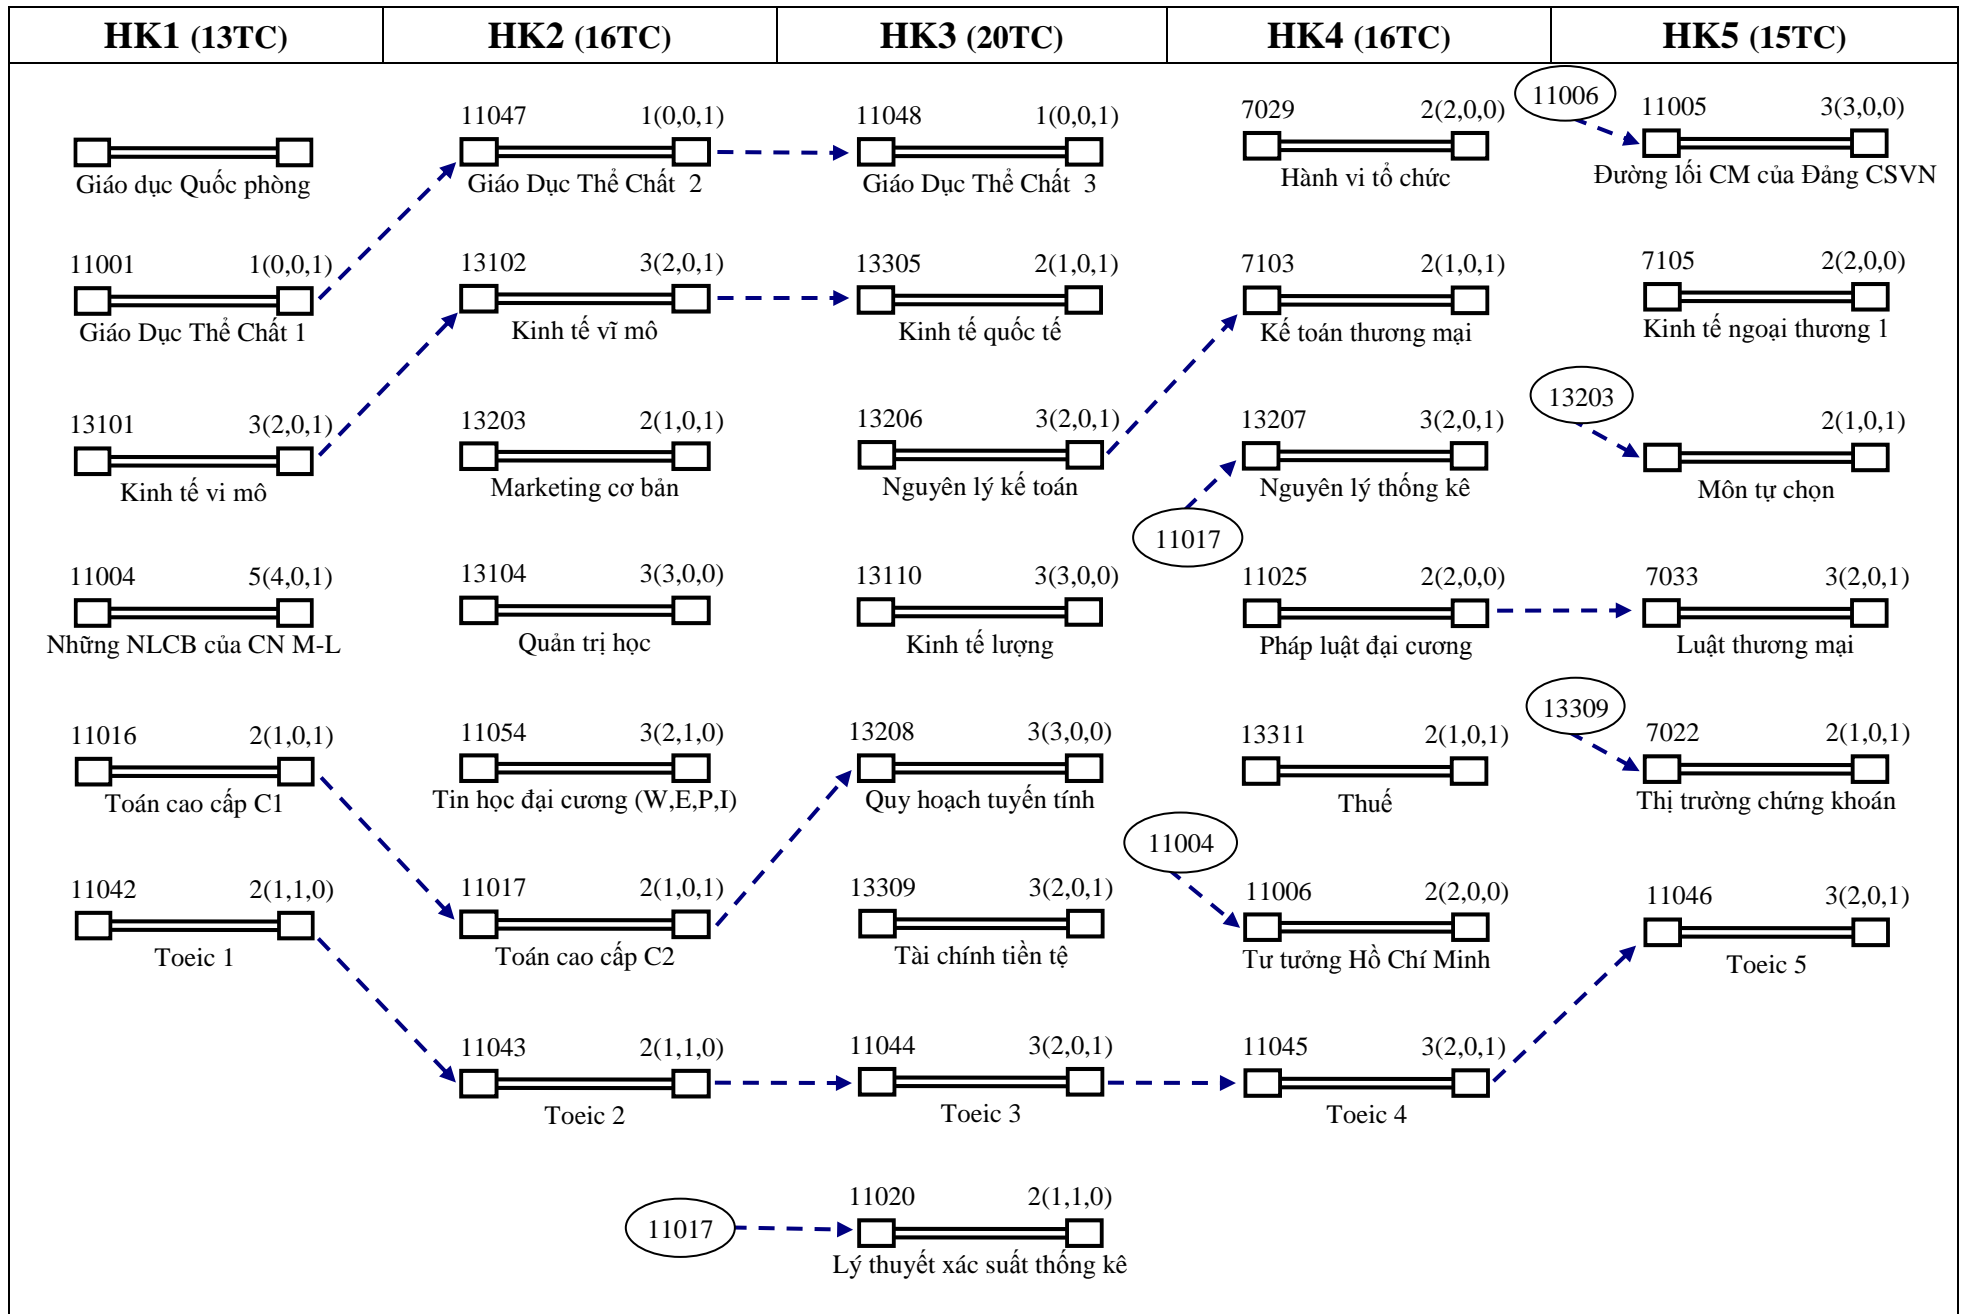 HK1 (13TC) HK2 (16TC) HK3 (20TC) HK4 (16TC) HK5 (15TC)
Giáo dục Quốc phòng
11001 1(0,0,1)
Giáo Dục Thể Chất 1
13101 3(2,0,1)
Kinh tế vi mô
11004 5(4,0,1)
Những NLCB của CN M-L
11016 2(1,0,1)
Toán cao cấp C1
11042 2(1,1,0)
Toeic 1
11047 1(0,0,1)
Giáo Dục Thể Chất 2
13102 3(2,0,1)
Kinh tế vĩ mô
13203 2(1,0,1)
Marketing cơ bản
13104 3(3,0,0)
Quản trị học
11054 3(2,1,0)
Tin học đại cương (W,E,P,I)
11017 2(1,0,1)
Toán cao cấp C2
11043 2(1,1,0)
Toeic 2
11048 1(0,0,1)
Giáo Dục Thể Chất 3
13305 2(1,0,1)
Kinh tế quốc tế
13206 3(2,0,1)
Nguyên lý kế toán
13110 3(3,0,0)
Kinh tế lượng
13208 3(3,0,0)
Quy hoạch tuyến tính
13309 3(2,0,1)
Tài chính tiền tệ
11044 3(2,0,1)
Toeic 3
11017
11020 2(1,1,0)
Lý thuyết xác suất thống kê
7029 2(2,0,0)
Hành vi tổ chức
7103 2(1,0,1)
Kế toán thương mại
13207 3(2,0,1)
Nguyên lý thống kê
11017
11025 2(2,0,0)
Pháp luật đại cương
13311 2(1,0,1)
Thuế
11004
11006 2(2,0,0)
Tư tưởng Hồ Chí Minh
11045 3(2,0,1)
Toeic 4
11006
11005 3(3,0,0)
Đường lối CM của Đảng CSVN
7105 2(2,0,0)
Kinh tế ngoại thương 1
13203
2(1,0,1)
Môn tự chọn
7033 3(2,0,1)
Luật thương mại
13309
7022 2(1,0,1)
Thị trường chứng khoán
11046 3(2,0,1)
Toeic 5